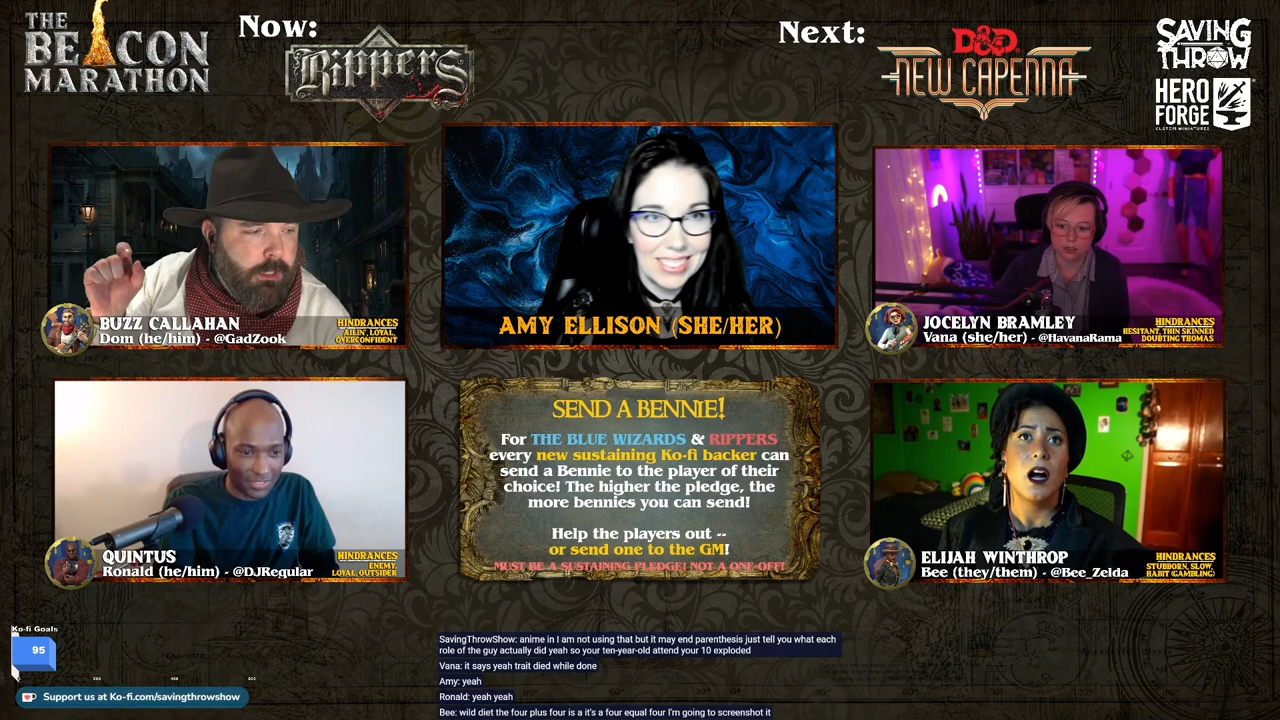 THE
BEACON
MARATHON
Now:
Rippers
Next:
D&D
NEW CAPENNA
SAVING
THROW
HERO
FORGE
CUSTOM MINIATURES
BUZZ CALLAHAN
Dom (he/him) - @GadZook
HINDRANCES
AILIN', LOYAL,
OVERCONFIDENT
AMY ELLISON (SHE/HER)
JOCELYN BRAMLEY
Vana (she/her) - @HavanaRama
HINDRANCES
HESITANT, THIN SKINNED
DOUBTING THOMAS
QUINTUS
Ronald (he/him) - @DJRegular
HINDRANCES
ENEMY,
LOYAL, OUTSIDER
SEND A BENNIE!
For THE BLUE WIZARDS & RIPPERS
every new sustaining Ko-fi backer can
send a Bennie to the player of their
choice! The higher the pledge, the
more bennies you can send!
Help the players out --
or send one to the GM!
MUST BE A SUSTAINING PLEDGE! NOT A ONE-OFF!
ELIJAH WINTHROP
Bee (they/them) - @Bee_Zelda
HINDRANCES
STUBBORN, SLOW,
HABIT (GAMBLING)
Ko-fi Goals
95
Support us at Ko-fi.com/savingthrowshow
SavingThrowShow: anime in I am not using that but it may end parenthesis just tell you what each
role of the guy actually did yeah so your ten-year-old attend your 10 exploded
Vana: it says yeah trait died while done
Amy: yeah
Ronald: yeah yeah
Bee: wild diet the four plus four is a it's a four equal four I'm going to screenshot it